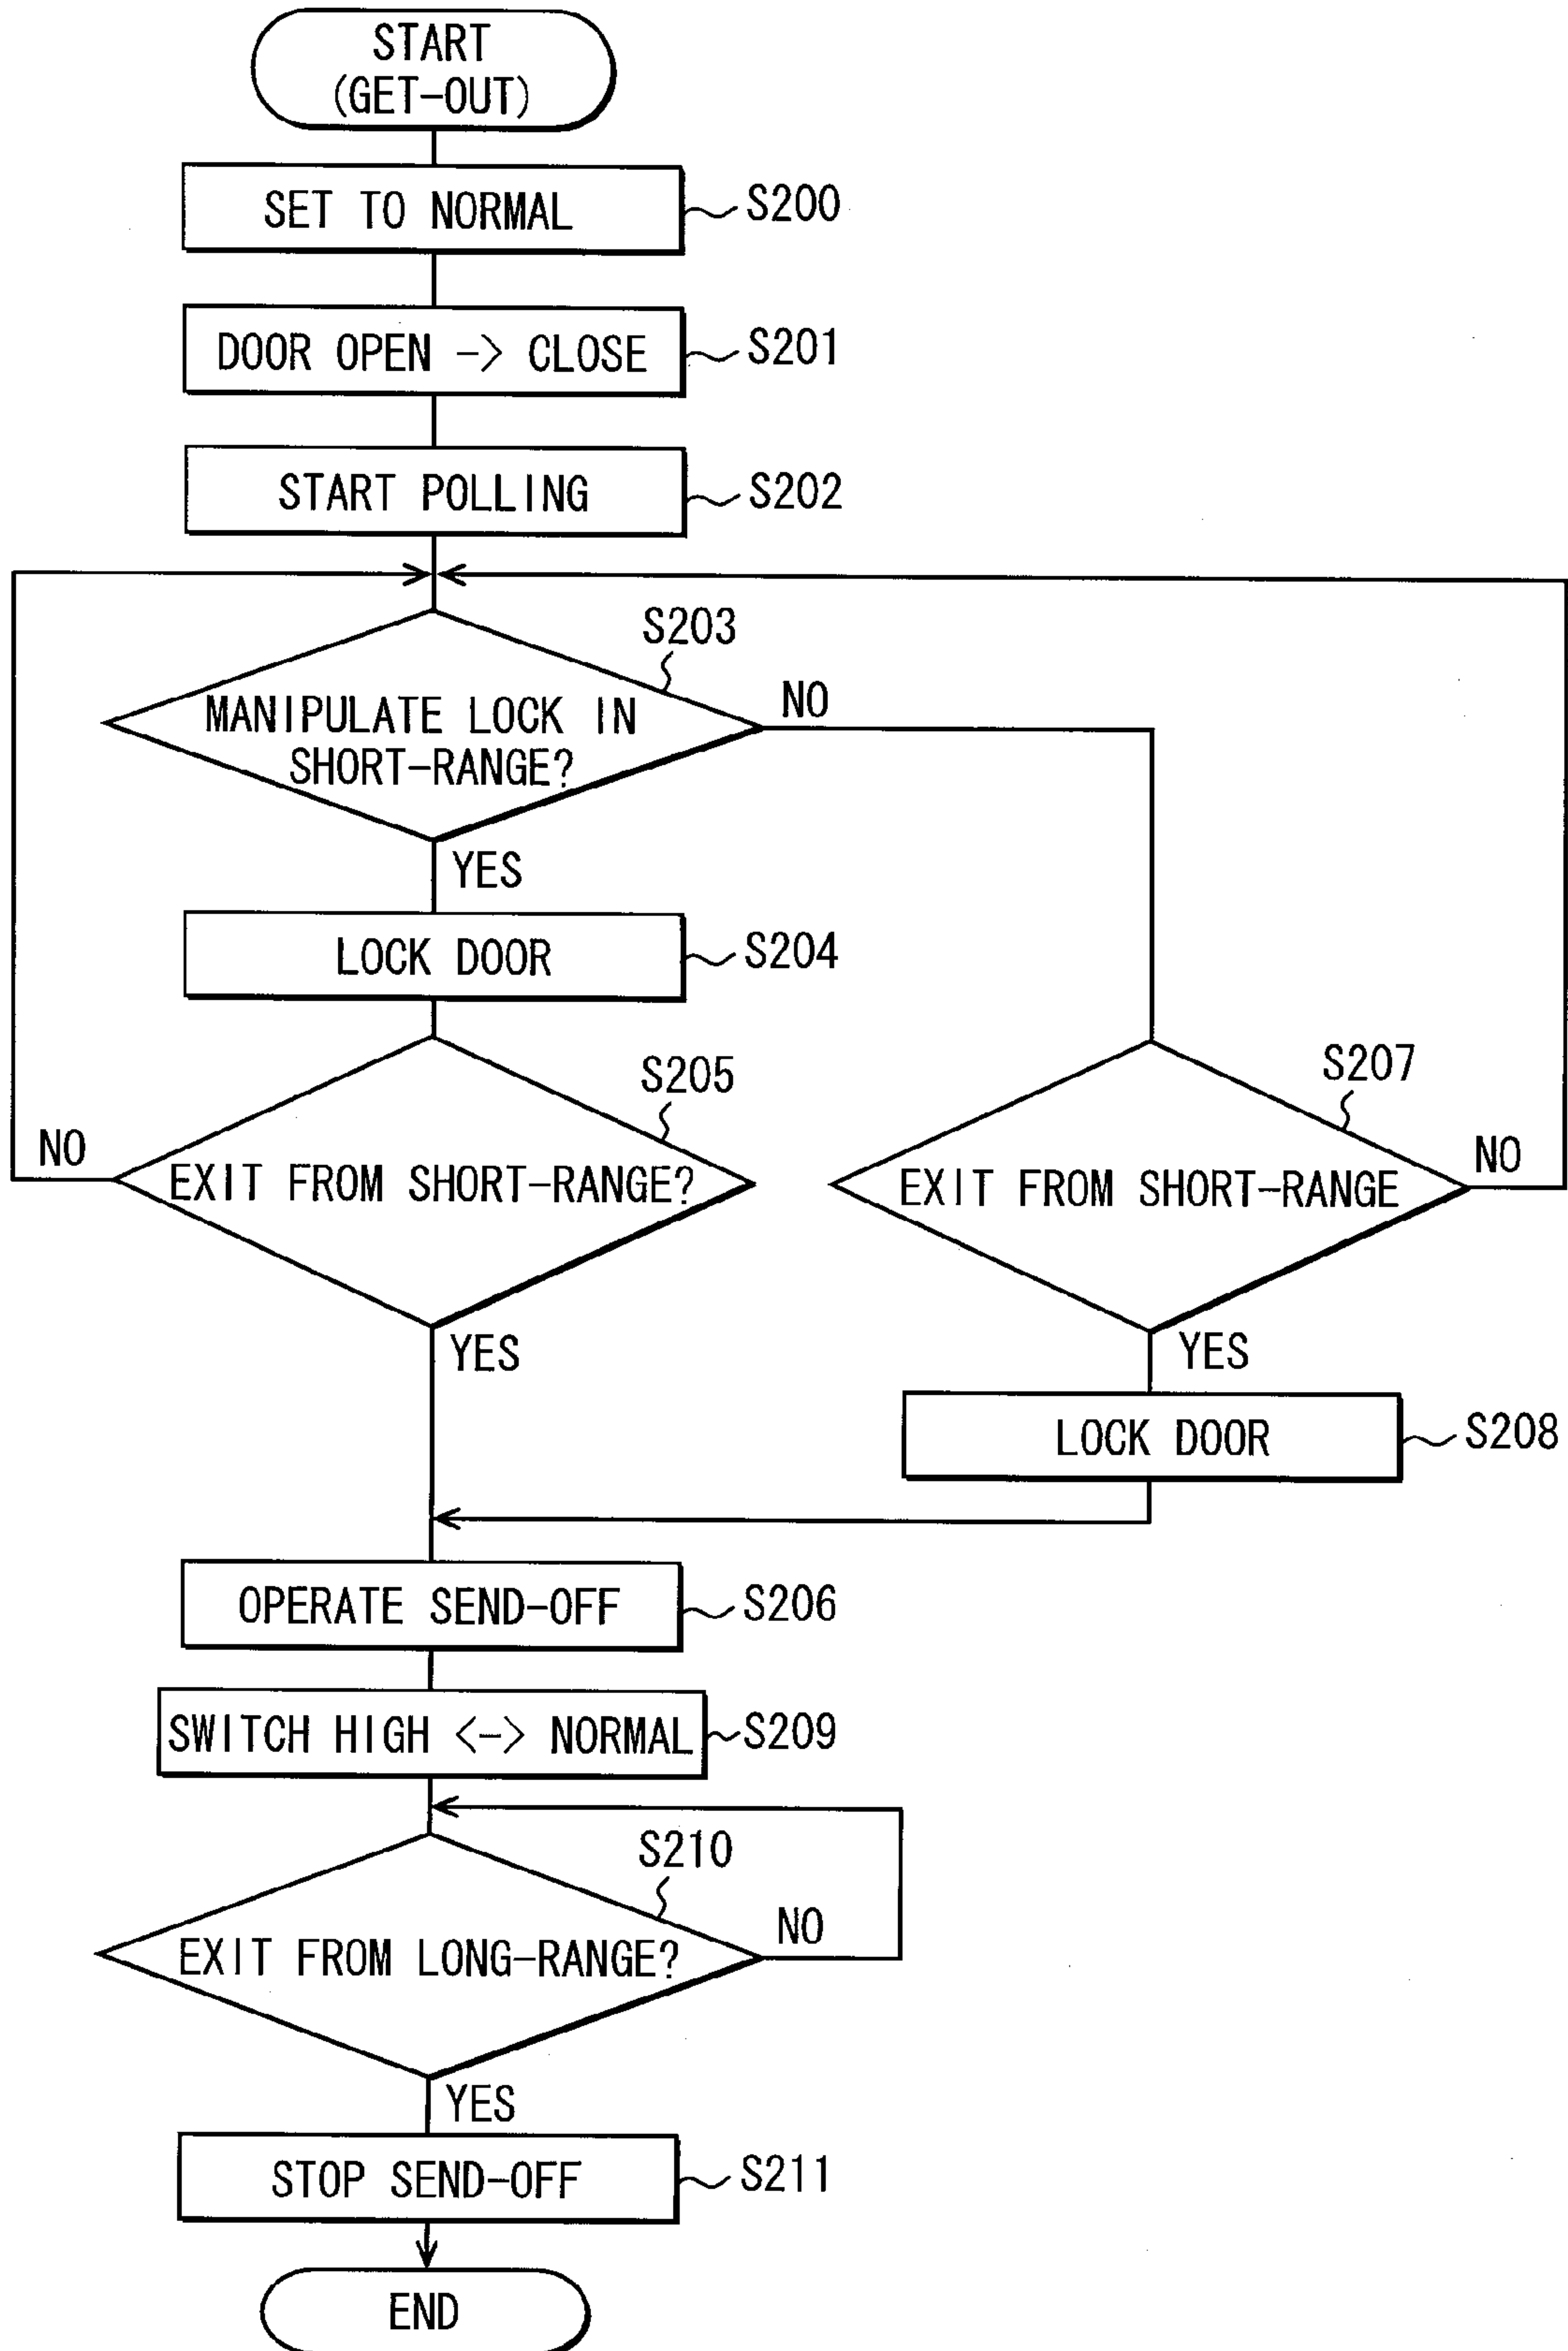 START
(GET-OUT)
SET TO NORMAL
S200
DOOR OPEN -> CLOSE
S201
START POLLING
S202
S203
MANIPULATE LOCK IN
SHORT-RANGE?
NO
YES
LOCK DOOR
S204
S205
EXIT FROM SHORT-RANGE?
NO
YES
S207
EXIT FROM SHORT-RANGE
NO
YES
LOCK DOOR
S208
OPERATE SEND-OFF
S206
SWITCH HIGH <-> NORMAL
S209
S210
EXIT FROM LONG-RANGE?
NO
YES
STOP SEND-OFF
S211
END